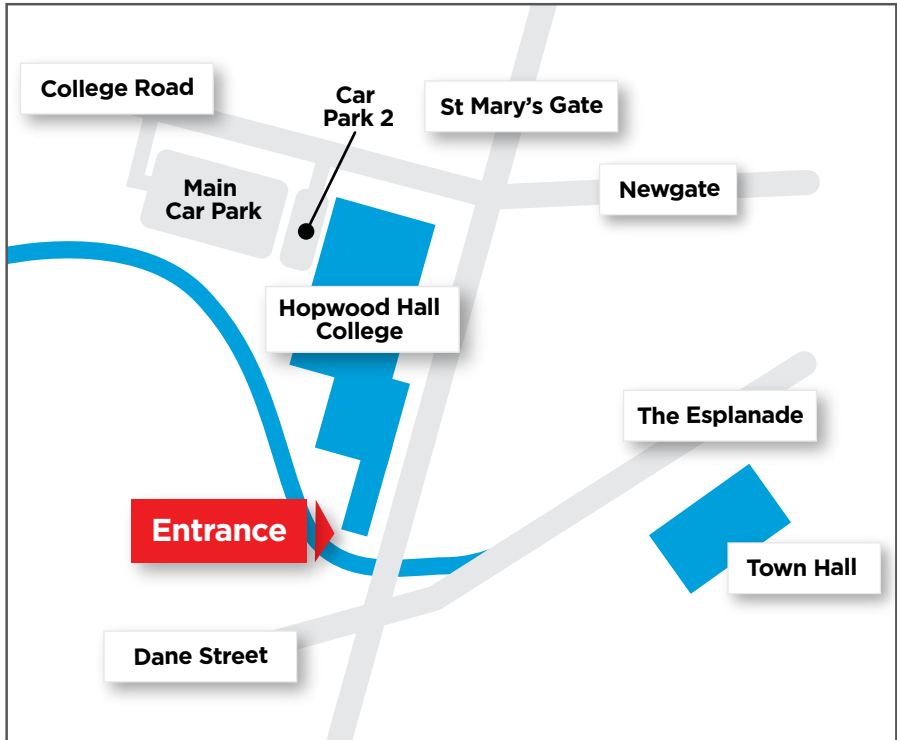 College Road
Car
Park 2
St Mary's Gate
Main
Car Park
Newgate
Hopwood Hall
College
The Esplanade
Entrance
Town Hall
Dane Street